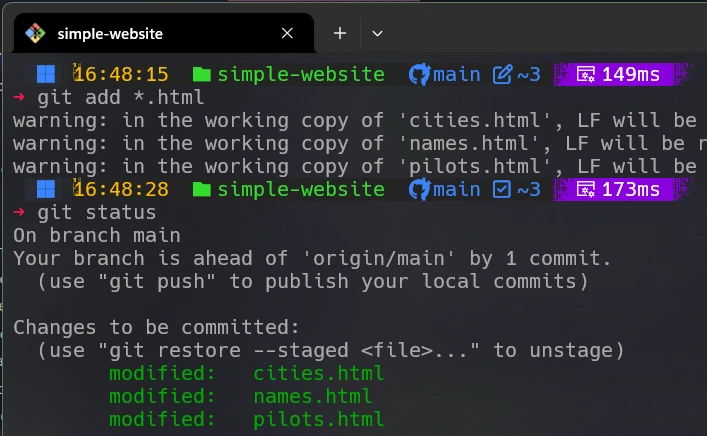 simple-website
16:48:15 simple-website main ~3 149ms
➜ git add *.html
warning: in the working copy of 'cities.html', LF will be
warning: in the working copy of 'names.html', LF will be r
warning: in the working copy of 'pilots.html', LF will be
16:48:28 simple-website main ~3 173ms
➜ git status
On branch main
Your branch is ahead of 'origin/main' by 1 commit.
  (use "git push" to publish your local commits)
Changes to be committed:
  (use "git restore --staged <file>..." to unstage)
        modified:   cities.html
        modified:   names.html
        modified:   pilots.html